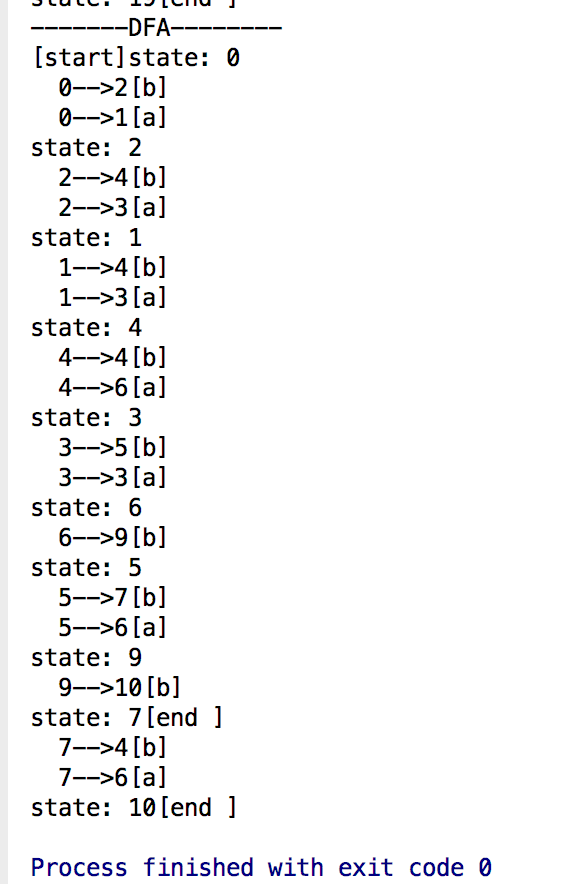 state: 19[end ]
-------DFA--------
[start]state: 0
0-->2[b]
0-->1[a]
state: 2
2-->4[b]
2-->3[a]
state: 1
1-->4[b]
1-->3[a]
state: 4
4-->4[b]
4-->6[a]
state: 3
3-->5[b]
3-->3[a]
state: 6
6-->9[b]
state: 5
5-->7[b]
5-->6[a]
state: 9
9-->10[b]
state: 7[end ]
7-->4[b]
7-->6[a]
state: 10[end ]
Process finished with exit code 0